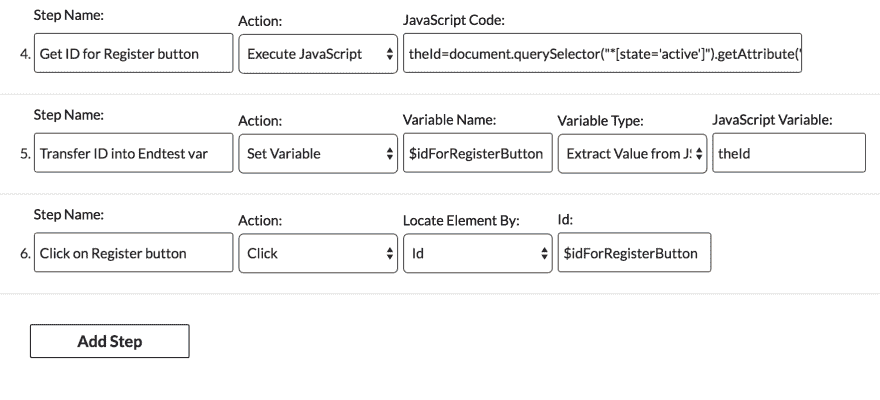 Step Name: Action: JavaScript Code:
4. Get ID for Register button Execute JavaScript theId=document.querySelector("*[state='active']").getAttribute('
Step Name: Action: Variable Name: Variable Type: JavaScript Variable:
5. Transfer ID into Endtest var Set Variable $idForRegisterButton Extract Value from JS theId
Step Name: Action: Locate Element By: Id:
6. Click on Register button Click Id $idForRegisterButton
Add Step